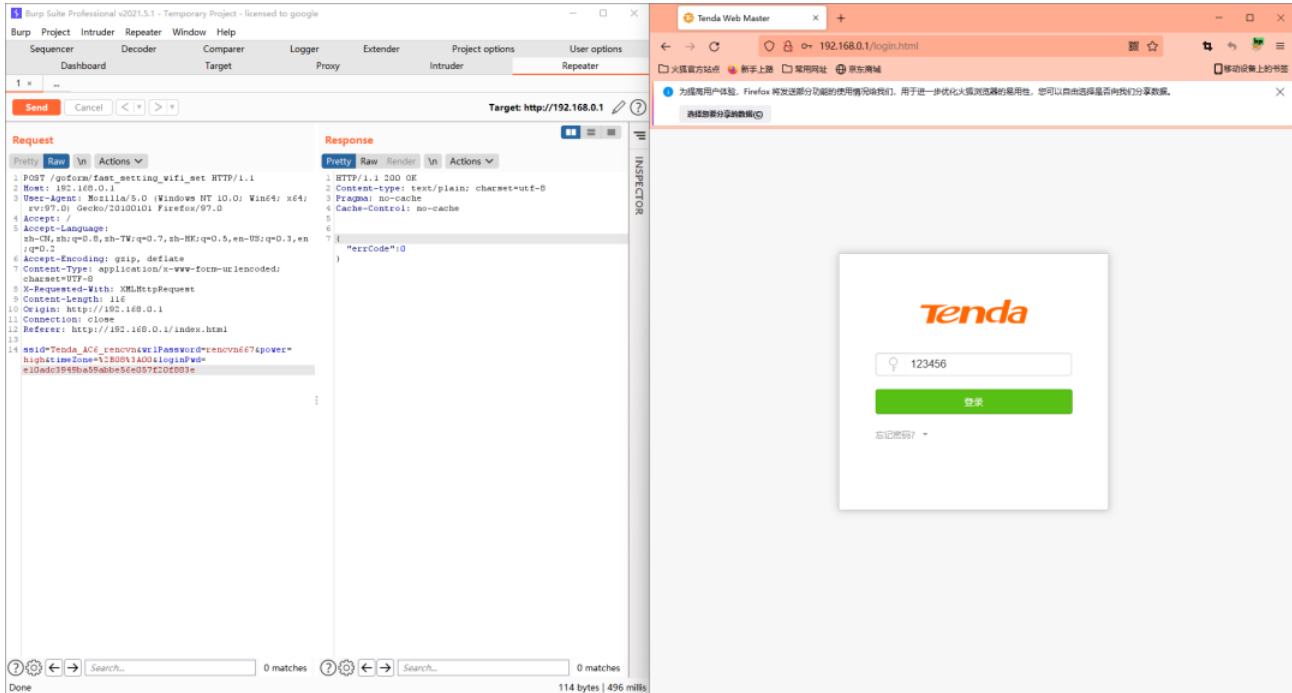 Burp Suite Professional v2021.5.1 - Temporary Project - licensed to google
Burp Project Intruder Repeater Window Help
Sequencer Decoder Comparer Logger Extender Project options User options
Dashboard Target Proxy Intruder Repeater
1 × ...
Send Cancel < > Target: http://192.168.0.1
Request
Pretty Raw \n Actions
1 POST /goform/fast_setting_wifi_set HTTP/1.1
2 Host: 192.168.0.1
3 User-Agent: Mozilla/5.0 (Windows NT 10.0; Win64; x64;
rv:97.0) Gecko/20100101 Firefox/97.0
4 Accept: /
5 Accept-Language:
zh-CN,zh;q=0.8,zh-TW;q=0.7,zh-HK;q=0.5,en-US;q=0.3,en
;q=0.2
6 Accept-Encoding: gzip, deflate
7 Content-Type: application/x-www-form-urlencoded;
charset=UTF-8
8 X-Requested-With: XMLHttpRequest
9 Content-Length: 116
10 Origin: http://192.168.0.1
11 Connection: close
12 Referer: http://192.168.0.1/index.html
13
14 ssid=Tenda_AC6_rencvn&wrlPassword=rencvn667&power=
high&timeZone=%2B08%3A00&loginPwd=
e10adc3949ba59abbe56e057f20f883e
Search... 0 matches
Done
Response
Pretty Raw Render \n Actions
1 HTTP/1.1 200 OK
2 Content-type: text/plain; charset=utf-8
3 Pragma: no-cache
4 Cache-Control: no-cache
5
6
7 {
"errCode":0
}
Search... 0 matches
114 bytes | 496 millis
INSPECTOR
Tenda Web Master × +
192.168.0.1/login.html
火狐官方站点 新手上路 常用网址 京东商城 移动设备上的书签
为提高用户体验，Firefox 将发送部分功能的使用情况给我们，用于进一步优化火狐浏览器的易用性，您可以自由选择是否向我们分享数据。
选择您要分享的数据(C)
Tenda
123456
登录
忘记密码?